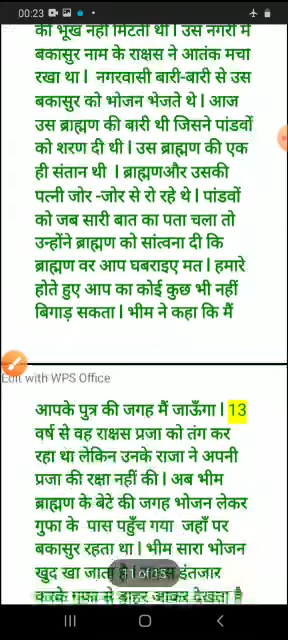 00:23
की भूख नहीं मिटती थी। उस नगरी में
बकासुर नाम के राक्षस ने आतंक मचा
रखा था। नगरवासी बारी-बारी से उस
बकासुर को भोजन भेजते थे। आज
उस ब्राह्मण की बारी थी जिसने पांडवों
को शरण दी थी। उस ब्राह्मण की एक
ही संतान थी । ब्राह्मणऔर उसकी
पत्नी जोर -जोर से रो रहे थे। पांडवों
को जब सारी बात का पता चला तो
उन्होंने ब्राह्मण को सांत्वना दी कि
ब्राह्मण वर आप घबराइए मत। हमारे
होते हुए आप का कोई कुछ भी नहीं
बिगाड़ सकता। भीम ने कहा कि मैं
Edit with WPS Office
आपके पुत्र की जगह मैं जाऊँगा। 13
वर्ष से वह राक्षस प्रजा को तंग कर
रहा था लेकिन उनके राजा ने अपनी
प्रजा की रक्षा नहीं की। अब भीम
ब्राह्मण के बेटे की जगह भोजन लेकर
गुफा के पास पहुँच गया जहाँ पर
बकासुर रहता था। भीम सारा भोजन
खुद खा जाता है इंतजार
करके गुफा से बाहर आकर देखता है